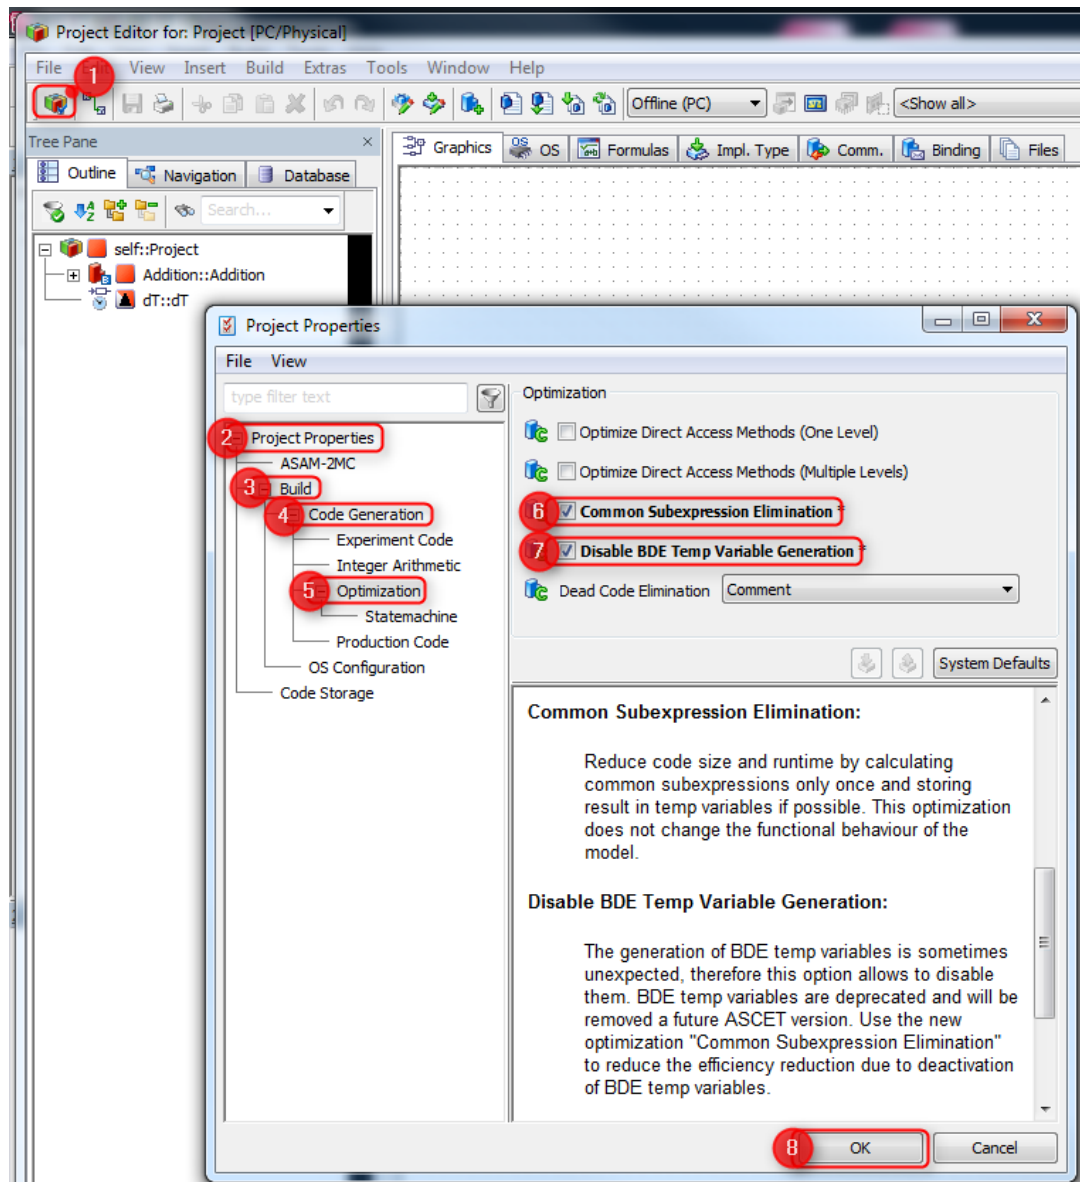 Project Editor for: Project [PC/Physical]
File Edit View Insert Build Extras Tools Window Help
1
Offline (PC) <Show all>
Tree Pane ×
Graphics OS Formulas Impl. Type Comm. Binding Files
Outline Navigation Database
Search...
self::Project
Addition::Addition
dT::dT
Project Properties
File View
type filter text
Optimization
2 Project Properties
ASAM-2MC
3 Build
4 Code Generation
Experiment Code
Integer Arithmetic
5 Optimization
Statemachine
Production Code
OS Configuration
Code Storage
Optimize Direct Access Methods (One Level)
Optimize Direct Access Methods (Multiple Levels)
6 Common Subexpression Elimination *
7 Disable BDE Temp Variable Generation *
Dead Code Elimination Comment
System Defaults
Common Subexpression Elimination:
Reduce code size and runtime by calculating
common subexpressions only once and storing
result in temp variables if possible. This optimization
does not change the functional behaviour of the
model.
Disable BDE Temp Variable Generation:
The generation of BDE temp variables is sometimes
unexpected, therefore this option allows to disable
them. BDE temp variables are deprecated and will be
removed a future ASCET version. Use the new
optimization "Common Subexpression Elimination"
to reduce the efficiency reduction due to deactivation
of BDE temp variables.
8 OK Cancel